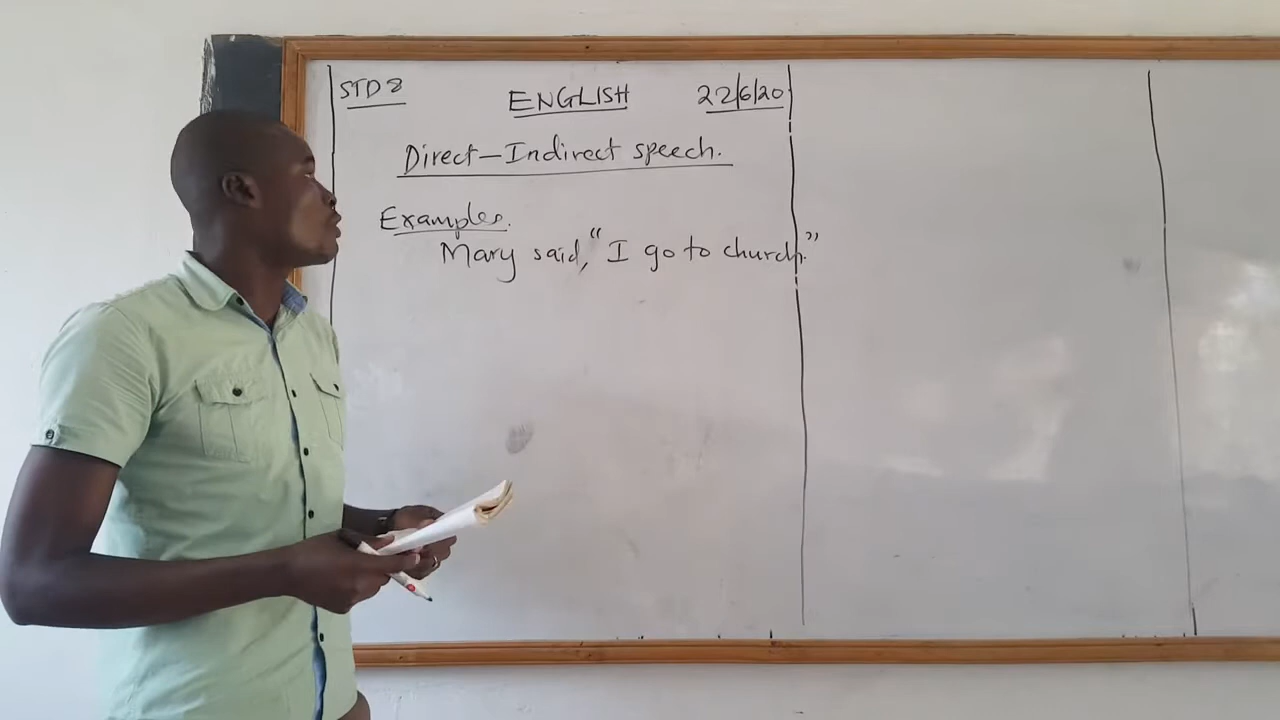 STD 8 ENGLISH 22/6/20
Direct-Indirect speech.
Examples.
Mary said, "I go to church."